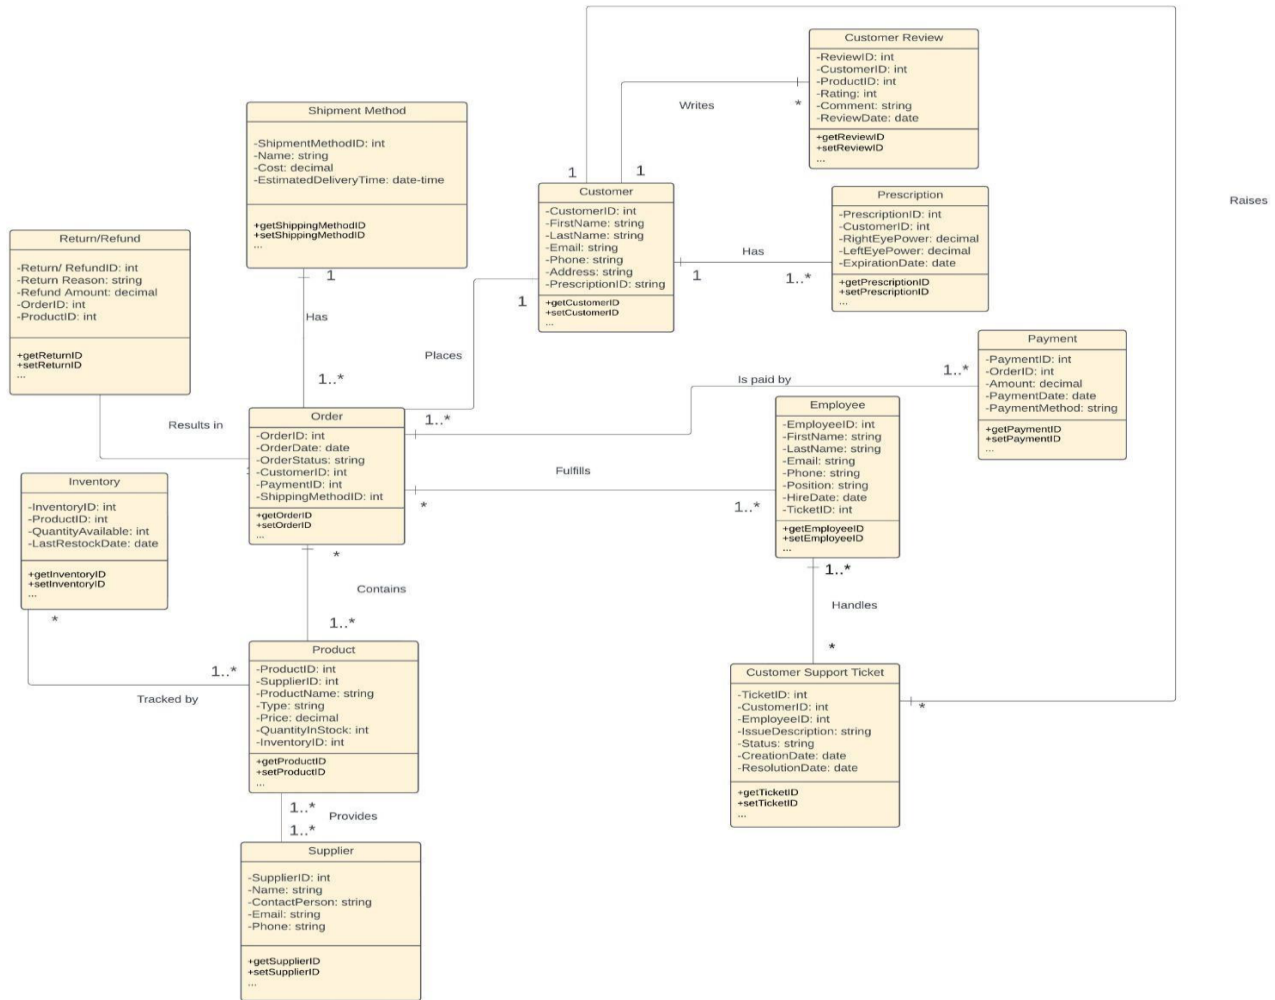 Customer Review
-ReviewID: int
-CustomerID: int
-ProductID: int
-Rating: int
-Comment: string
-ReviewDate: date
+getReviewID
+setReviewID
...
Writes
*
1
1
Shipment Method
-ShipmentMethodID: int
-Name: string
-Cost: decimal
-EstimatedDeliveryTime: date-time
+getShippingMethodID
+setShippingMethodID
...
Customer
-CustomerID: int
-FirstName: string
-LastName: string
-Email: string
-Phone: string
-Address: string
-PrescriptionID: string
+getCustomerID
+setCustomerID
...
Prescription
-PrescriptionID: int
-CustomerID: int
-RightEyePower: decimal
-LeftEyePower: decimal
-ExpirationDate: date
+getPrescriptionID
+setPrescriptionID
...
Raises
Has
1
1..*
Return/Refund
-Return/ RefundID: int
-Return Reason: string
-Refund Amount: decimal
-OrderID: int
-ProductID: int
+getReturnID
+setReturnID
...
1
Has
1..*
1
Places
1..*
Payment
-PaymentID: int
-OrderID: int
-Amount: decimal
-PaymentDate: date
-PaymentMethod: string
+getPaymentID
+setPaymentID
...
Is paid by
1..*
Results in
Order
-OrderID: int
-OrderDate: date
-OrderStatus: string
-CustomerID: int
-PaymentID: int
-ShippingMethodID: int
+getOrderID
+setOrderID
...
Employee
-EmployeeID: int
-FirstName: string
-LastName: string
-Email: string
-Phone: string
-Position: string
-HireDate: date
-TicketID: int
+getEmployeeID
+setEmployeeID
...
Fulfills
*
1..*
Inventory
-InventoryID: int
-ProductID: int
-QuantityAvailable: int
-LastRestockDate: date
+getInventoryID
+setInventoryID
...
*
Contains
1..*
1..*
Handles
*
*
1..*
Tracked by
Product
-ProductID: int
-SupplierID: int
-ProductName: string
-Type: string
-Price: decimal
-QuantityInStock: int
-InventoryID: int
+getProductID
+setProductID
...
Customer Support Ticket
-TicketID: int
-CustomerID: int
-EmployeeID: int
-IssueDescription: string
-Status: string
-CreationDate: date
-ResolutionDate: date
+getTicketID
+setTicketID
...
*
1..*
Provides
1..*
Supplier
-SupplierID: int
-Name: string
-ContactPerson: string
-Email: string
-Phone: string
+getSupplierID
+setSupplierID
...